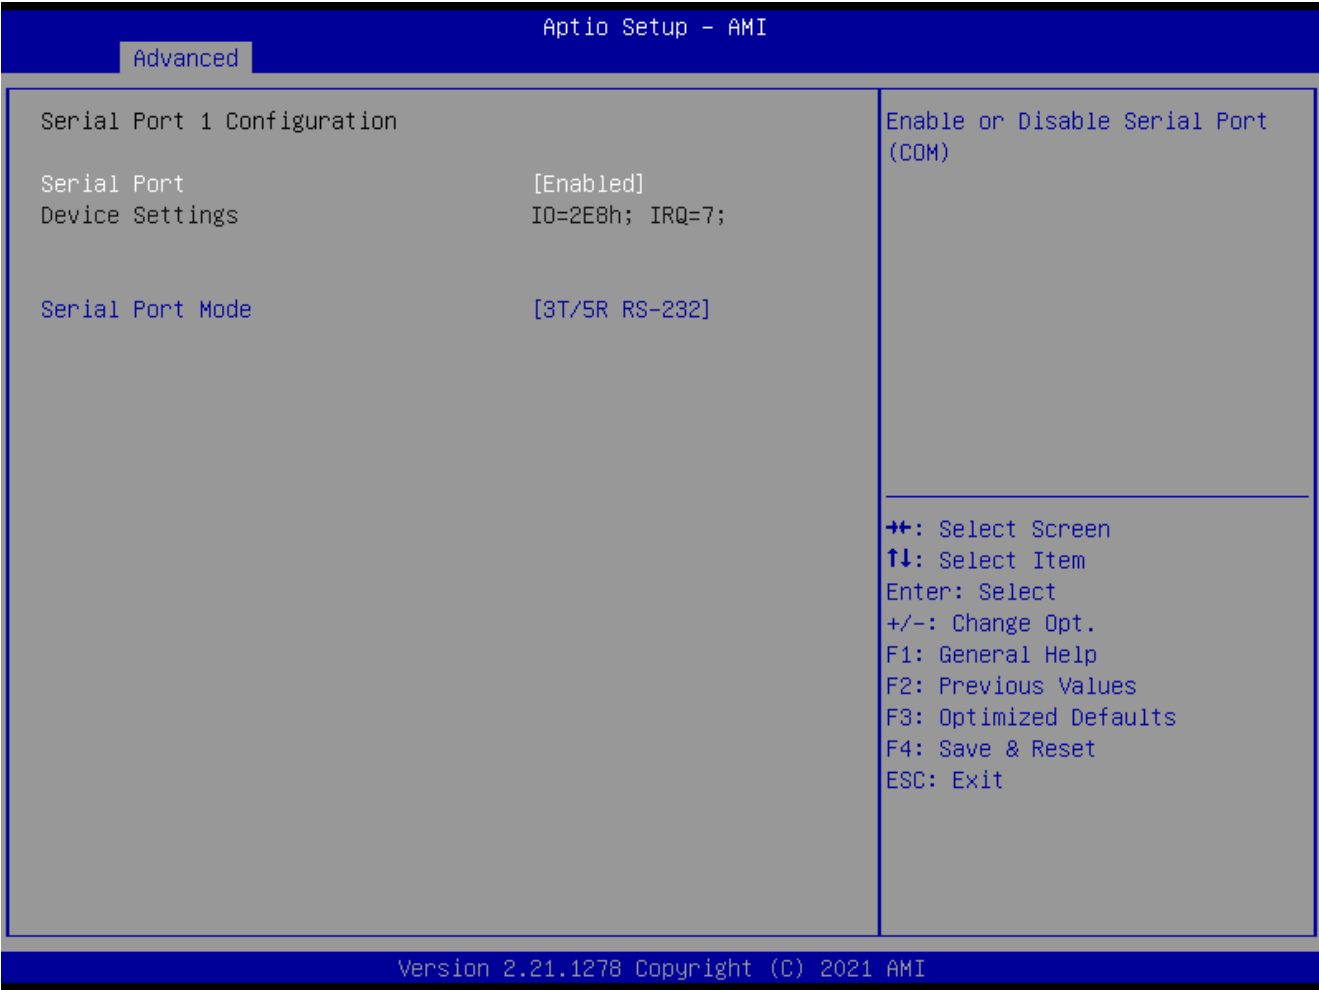 Aptio Setup – AMI
Advanced
Serial Port 1 Configuration
Serial Port [Enabled]
Device Settings IO=2E8h; IRQ=7;
Serial Port Mode [3T/5R RS-232]
Enable or Disable Serial Port
(COM)
→←: Select Screen
↑↓: Select Item
Enter: Select
+/-: Change Opt.
F1: General Help
F2: Previous Values
F3: Optimized Defaults
F4: Save & Reset
ESC: Exit
Version 2.21.1278 Copyright (C) 2021 AMI